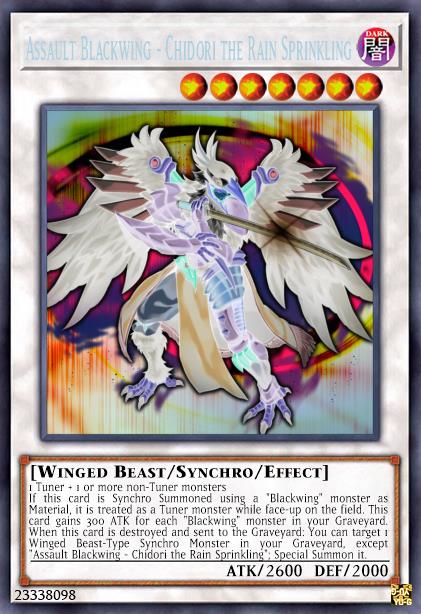 Assault Blackwing - Chidori the Rain Sprinkling
DARK
闇
[Winged Beast/Synchro/Effect]
1 Tuner + 1 or more non-Tuner monsters
If this card is Synchro Summoned using a "Blackwing" monster as
Material, it is treated as a Tuner monster while face-up on the field. This
card gains 300 ATK for each "Blackwing" monster in your Graveyard.
When this card is destroyed and sent to the Graveyard: You can target 1
Winged Beast-Type Synchro Monster in your Graveyard, except
"Assault Blackwing - Chidori the Rain Sprinkling"; Special Summon it.
ATK/2600 DEF/2000
23338098